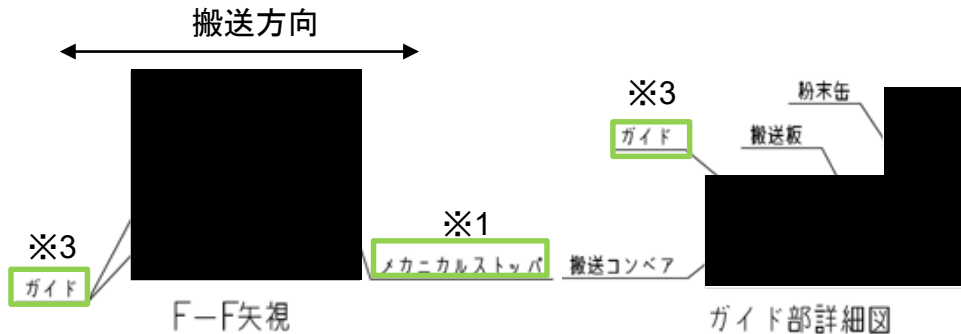 搬送方向
※3
ガイド
※1
メカニカルストッパ
F－F矢視
※3
ガイド
粉末缶
搬送板
搬送コンベア
ガイド部詳細図